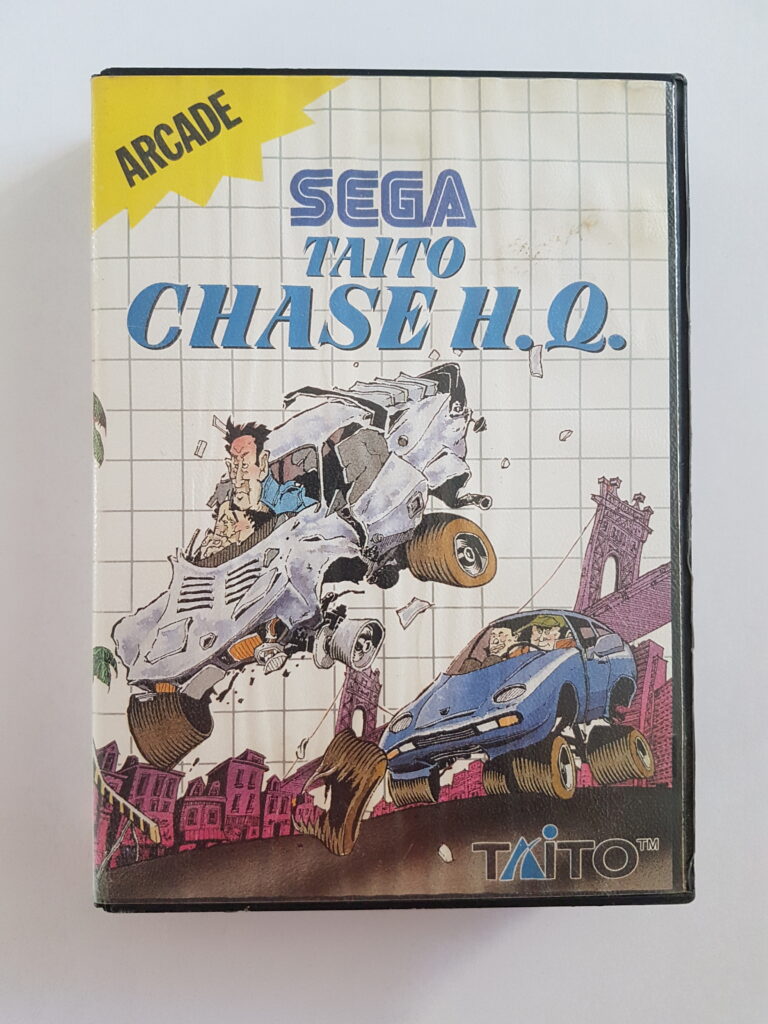 ARCADE
SEGA
TAITO
CHASE H.Q.
TAITO™